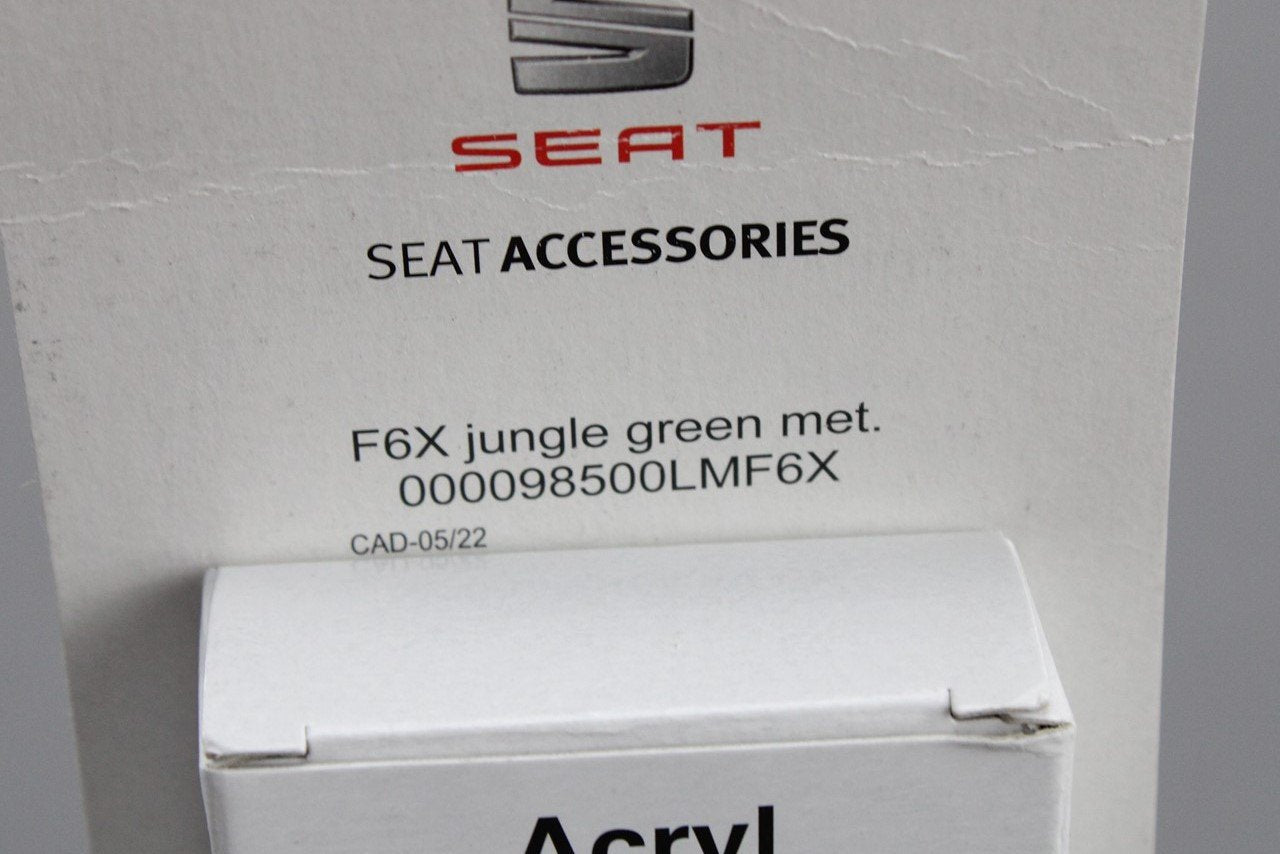 SEAT
SEAT ACCESSORIES
F6X jungle green met.
000098500LMF6X
CAD-05/22
Acryl